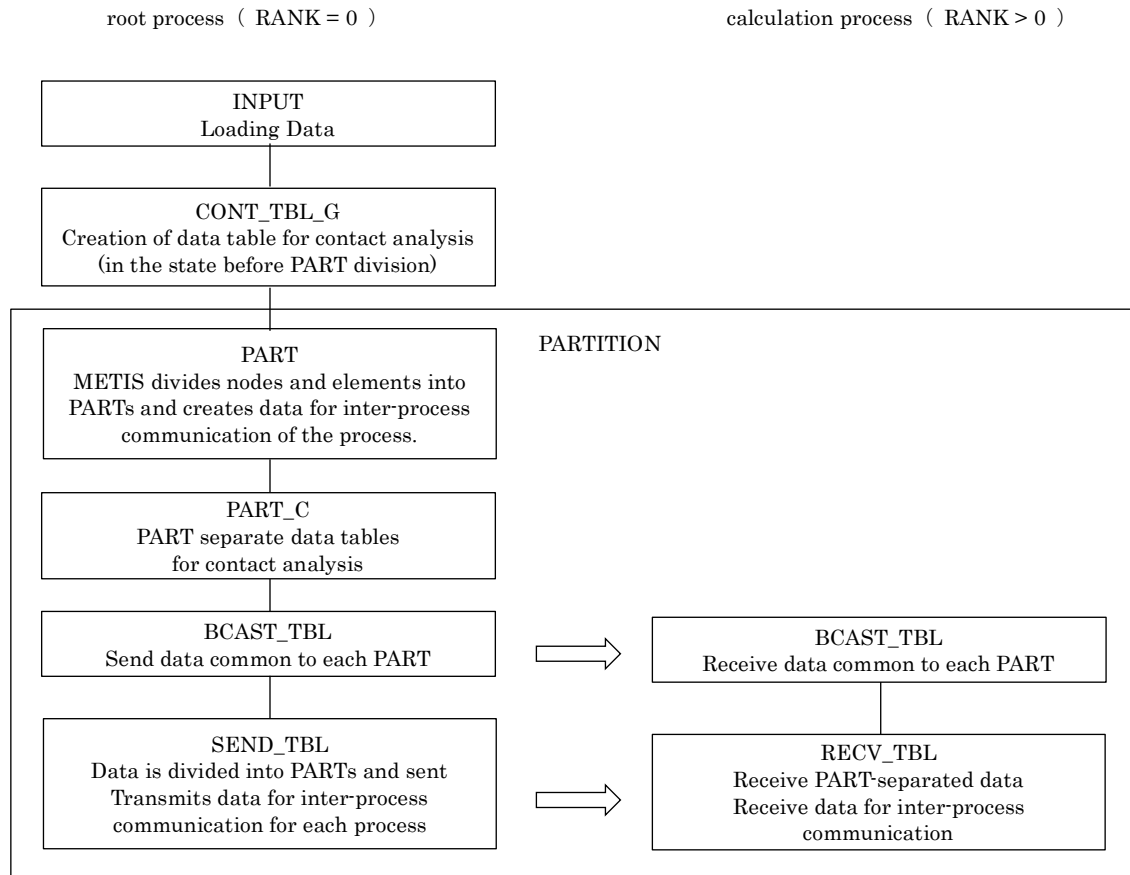 root process ( RANK = 0 )
calculation process ( RANK > 0 )
INPUT
Loading Data
CONT_TBL_G
Creation of data table for contact analysis
(in the state before PART division)
PARTITION
PART
METIS divides nodes and elements into
PARTs and creates data for inter-process
communication of the process.
PART_C
PART separate data tables
for contact analysis
BCAST_TBL
Send data common to each PART
BCAST_TBL
Receive data common to each PART
SEND_TBL
Data is divided into PARTs and sent
Transmits data for inter-process
communication for each process
RECV_TBL
Receive PART-separated data
Receive data for inter-process
communication